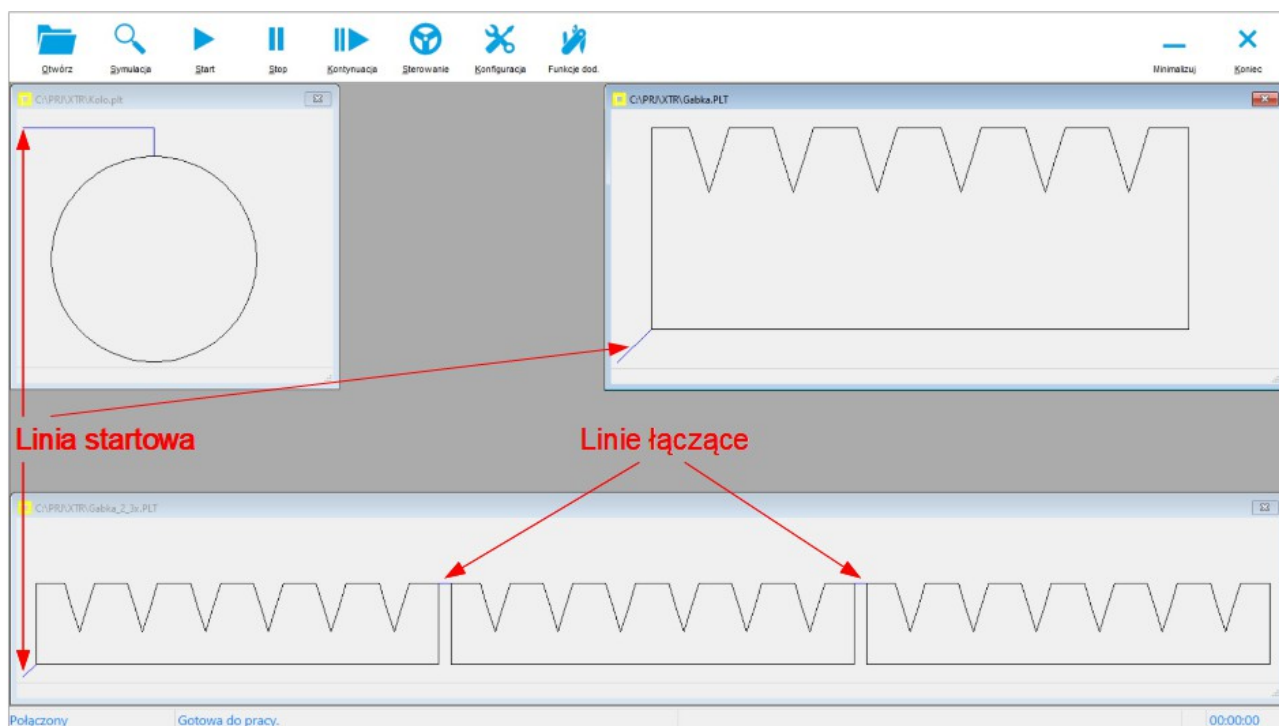 Otwórz Symulacja Start Stop Kontynuacja Sterowanie Konfiguracja Funkcje dod. Minimalizuj Koniec
C:\PRJ\XTR\Kolo.plt
C:\PRJ\XTR\Gabka.PLT
Linia startowa
Linie łączące
C:\PRJ\XTR\Gabka_2_3x.PLT
Połączony Gotowa do pracy. 00:00:00